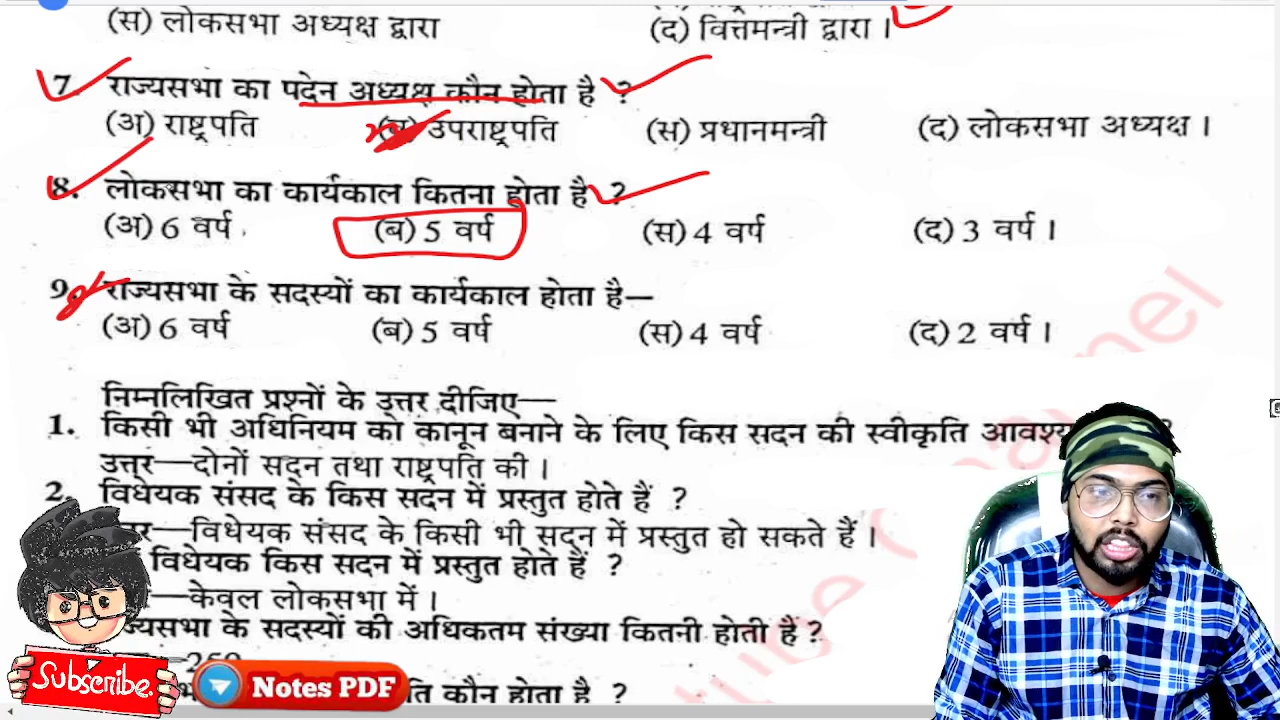 (स) लोकसभा अध्यक्ष द्वारा (द) वित्तमन्त्री द्वारा ।
7. राज्यसभा का पदेन अध्यक्ष कौन होता है ?
(अ) राष्ट्रपति (ब) उपराष्ट्रपति (स) प्रधानमन्त्री (द) लोकसभा अध्यक्ष ।
8. लोकसभा का कार्यकाल कितना होता है ?
(अ) 6 वर्ष (ब) 5 वर्ष (स) 4 वर्ष (द) 3 वर्ष ।
9. राज्यसभा के सदस्यों का कार्यकाल होता है—
(अ) 6 वर्ष (ब) 5 वर्ष (स) 4 वर्ष (द) 2 वर्ष ।
निम्नलिखित प्रश्नों के उत्तर दीजिए—
1. किसी भी अधिनियम को कानून बनाने के लिए किस सदन की स्वीकृति ?
उत्तर—दोनों सदन तथा राष्ट्रपति की ।
2. विधेयक संसद के किस सदन में प्रस्तुत होते हैं ?
—विधेयक संसद के किसी भी सदन में प्रस्तुत हो सकते हैं ।
विधेयक किस सदन में प्रस्तुत होते हैं ?
—केवल लोकसभा में ।
के सदस्यों की अधिकतम संख्या कितनी होती है ?
कौन होता है ?
Subscribe.
Notes PDF